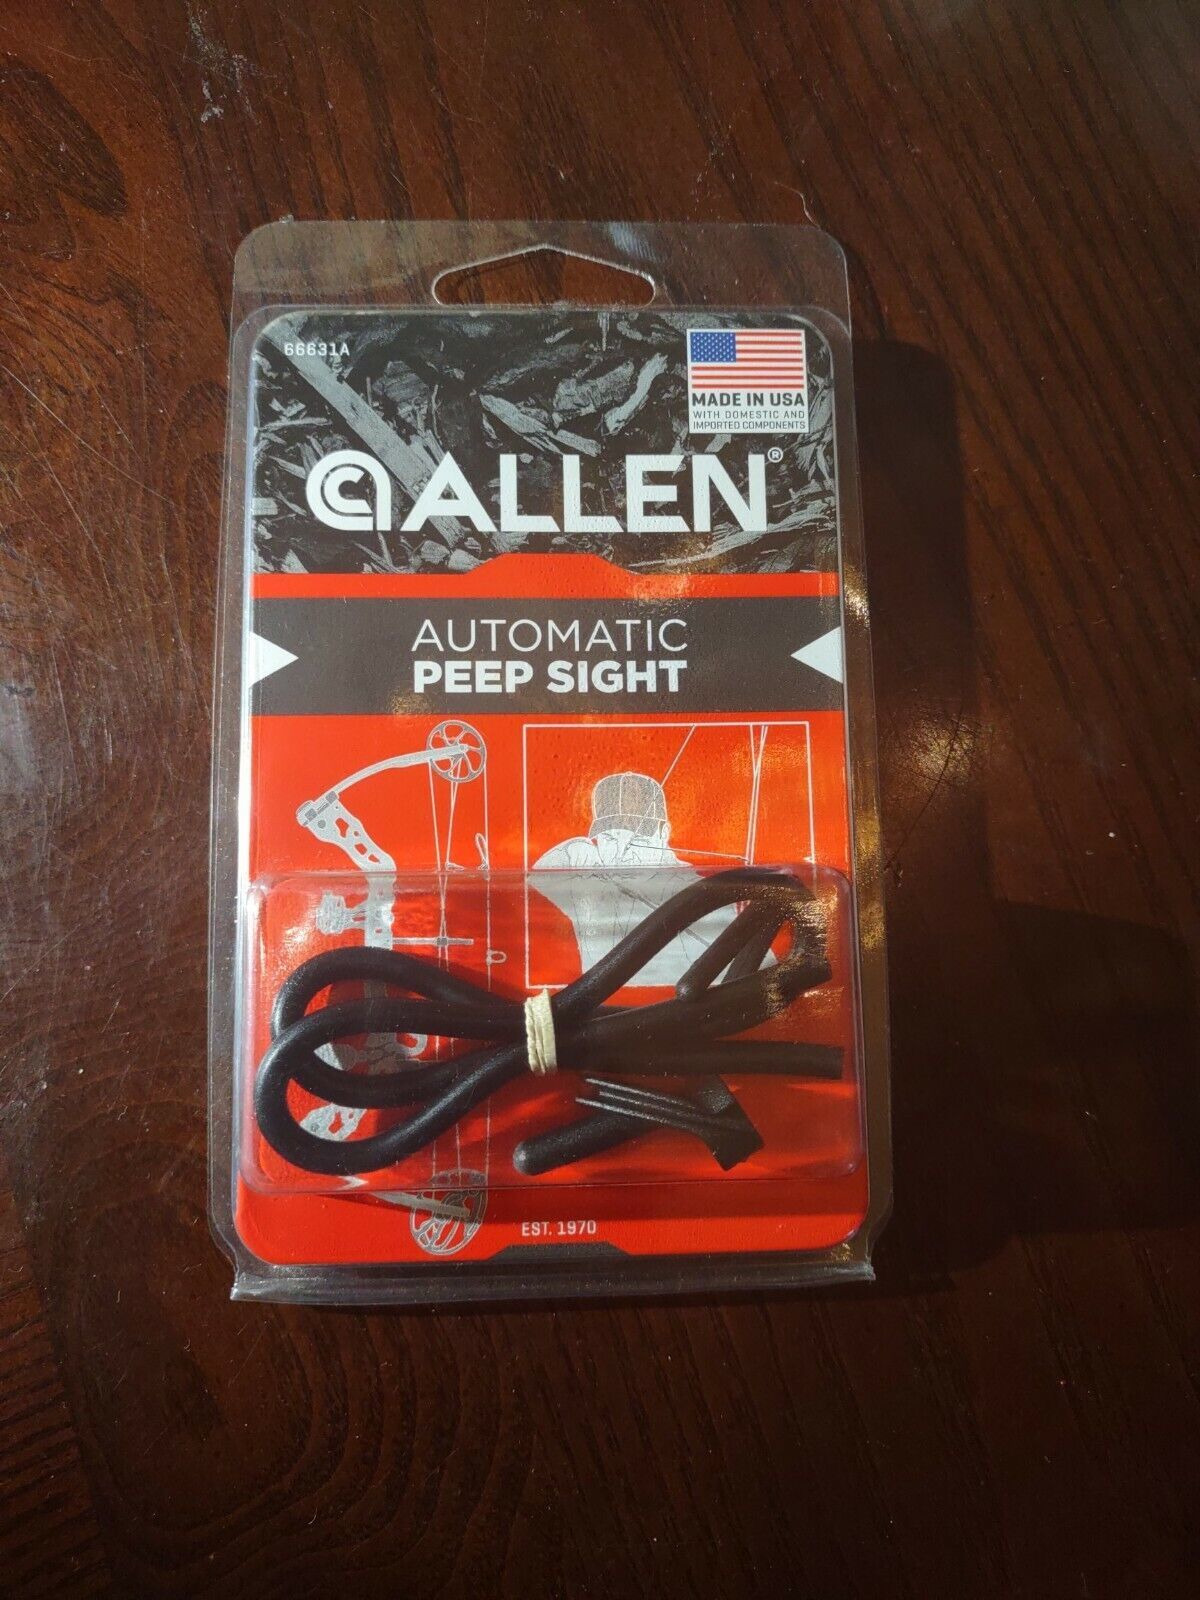 66631A
MADE IN USA
WITH DOMESTIC AND
IMPORTED COMPONENTS
ALLEN®
AUTOMATIC
PEEP SIGHT
EST. 1970